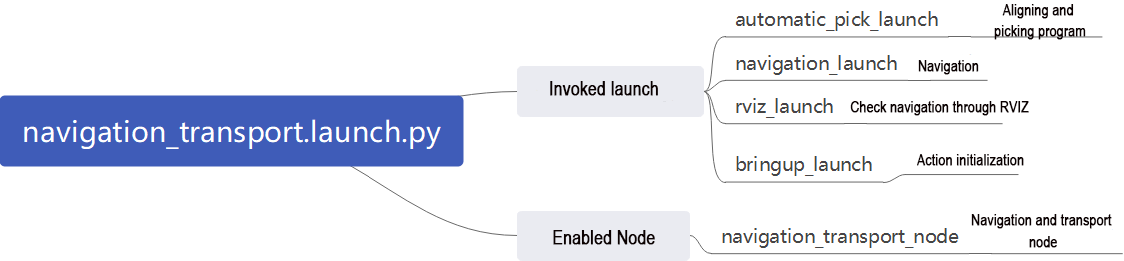 navigation_transport.launch.py
Invoked launch
automatic_pick_launch
Aligning and
picking program
navigation_launch
Navigation
rviz_launch
Check navigation through RVIZ
bringup_launch
Action initialization
Enabled Node
navigation_transport_node
Navigation and transport
node